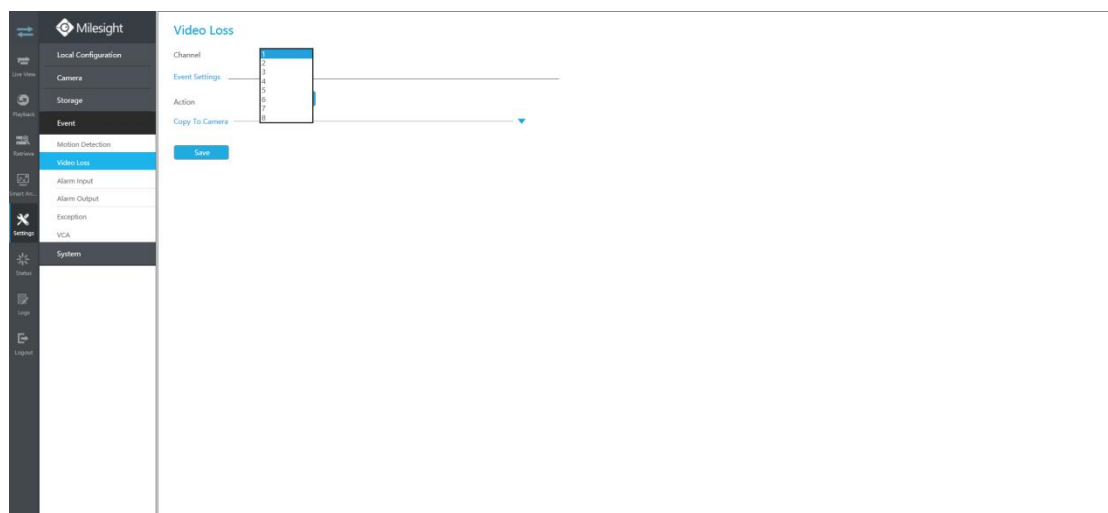 Milesight
Live View
Playback
Retrieve
Smart An...
Settings
Status
Logs
Logout
Local Configuration
Camera
Storage
Event
Motion Detection
Video Loss
Alarm Input
Alarm Output
Exception
VCA
System
Video Loss
Channel
1
2
3
4
5
6
7
8
Event Settings
Action
Copy To Camera
Save